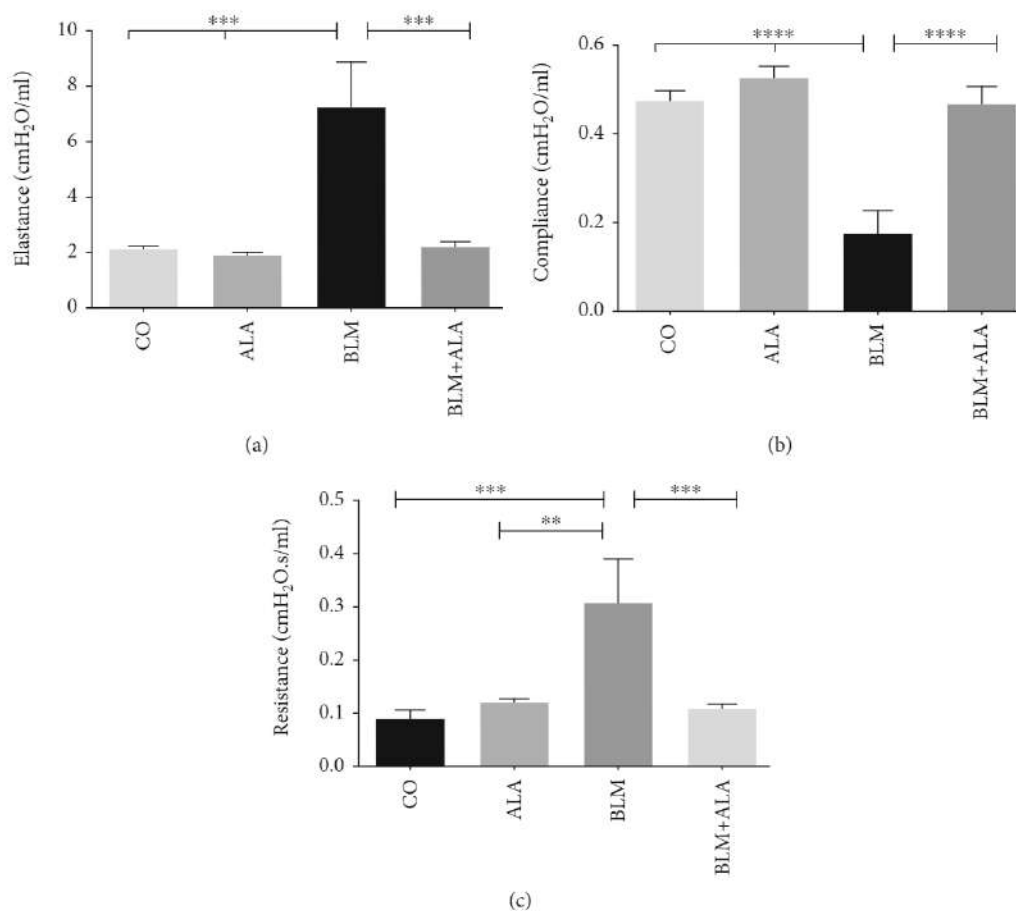 *** ***
10
8
6
4
2
0
Elastance (cmH₂O/ml)
CO
ALA
BLM
BLM+ALA
(a)
**** ****
0.6
0.4
0.2
0.0
Compliance (cmH₂O/ml)
CO
ALA
BLM
BLM+ALA
(b)
*** ***
**
0.5
0.4
0.3
0.2
0.1
0.0
Resistance (cmH₂O.s/ml)
CO
ALA
BLM
BLM+ALA
(c)